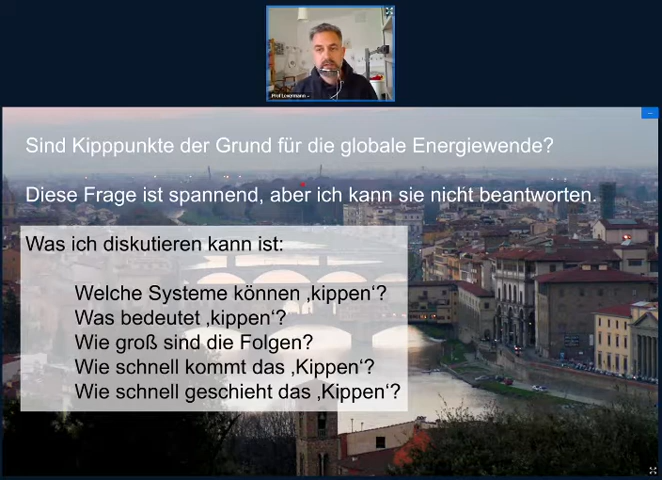 Sind Kipppunkte der Grund für die globale Energiewende?
Diese Frage ist spannend, aber ich kann sie nicht beantworten.
Was ich diskutieren kann ist:
Welche Systeme können ‚kippen‘?
Was bedeutet ‚kippen‘?
Wie groß sind die Folgen?
Wie schnell kommt das ‚Kippen‘?
Wie schnell geschieht das ‚Kippen‘?